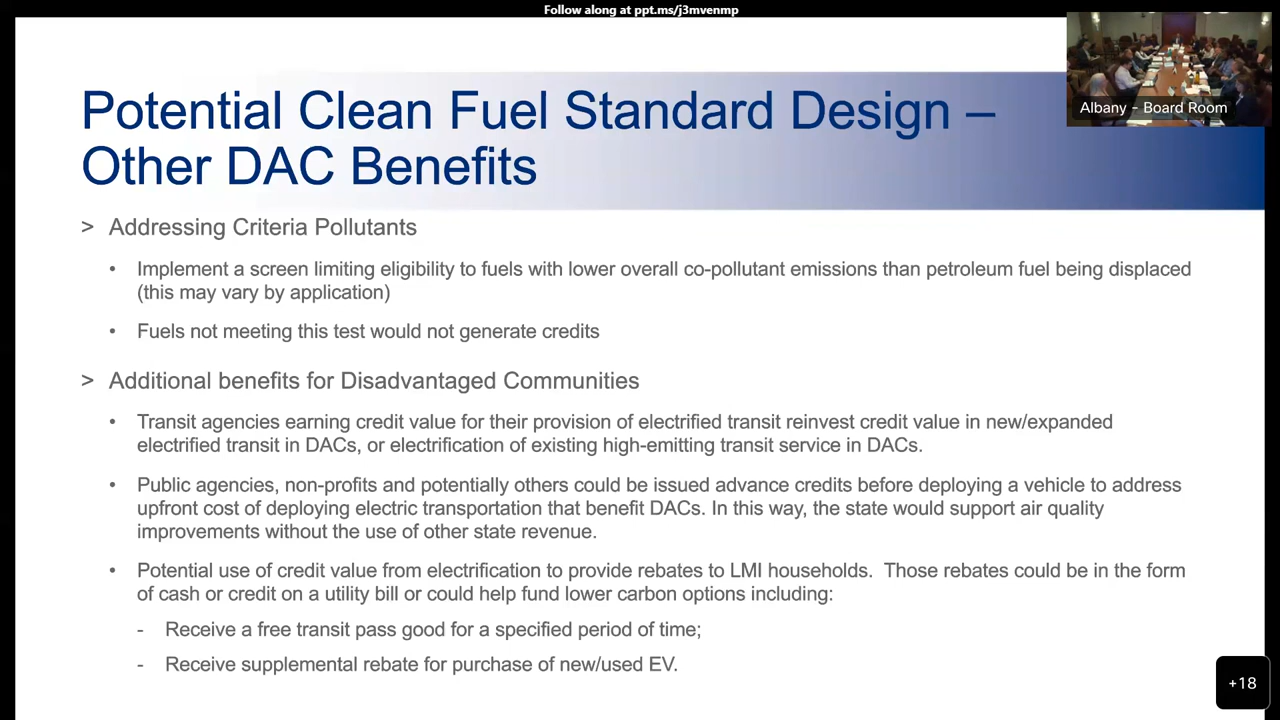 Follow along at ppt.ms/j3mvenmp
Albany - Board Room
Potential Clean Fuel Standard Design –
Other DAC Benefits
> Addressing Criteria Pollutants
• Implement a screen limiting eligibility to fuels with lower overall co-pollutant emissions than petroleum fuel being displaced
(this may vary by application)
• Fuels not meeting this test would not generate credits
> Additional benefits for Disadvantaged Communities
• Transit agencies earning credit value for their provision of electrified transit reinvest credit value in new/expanded
electrified transit in DACs, or electrification of existing high-emitting transit service in DACs.
• Public agencies, non-profits and potentially others could be issued advance credits before deploying a vehicle to address
upfront cost of deploying electric transportation that benefit DACs. In this way, the state would support air quality
improvements without the use of other state revenue.
• Potential use of credit value from electrification to provide rebates to LMI households.  Those rebates could be in the form
of cash or credit on a utility bill or could help fund lower carbon options including:
- Receive a free transit pass good for a specified period of time;
- Receive supplemental rebate for purchase of new/used EV.
+18